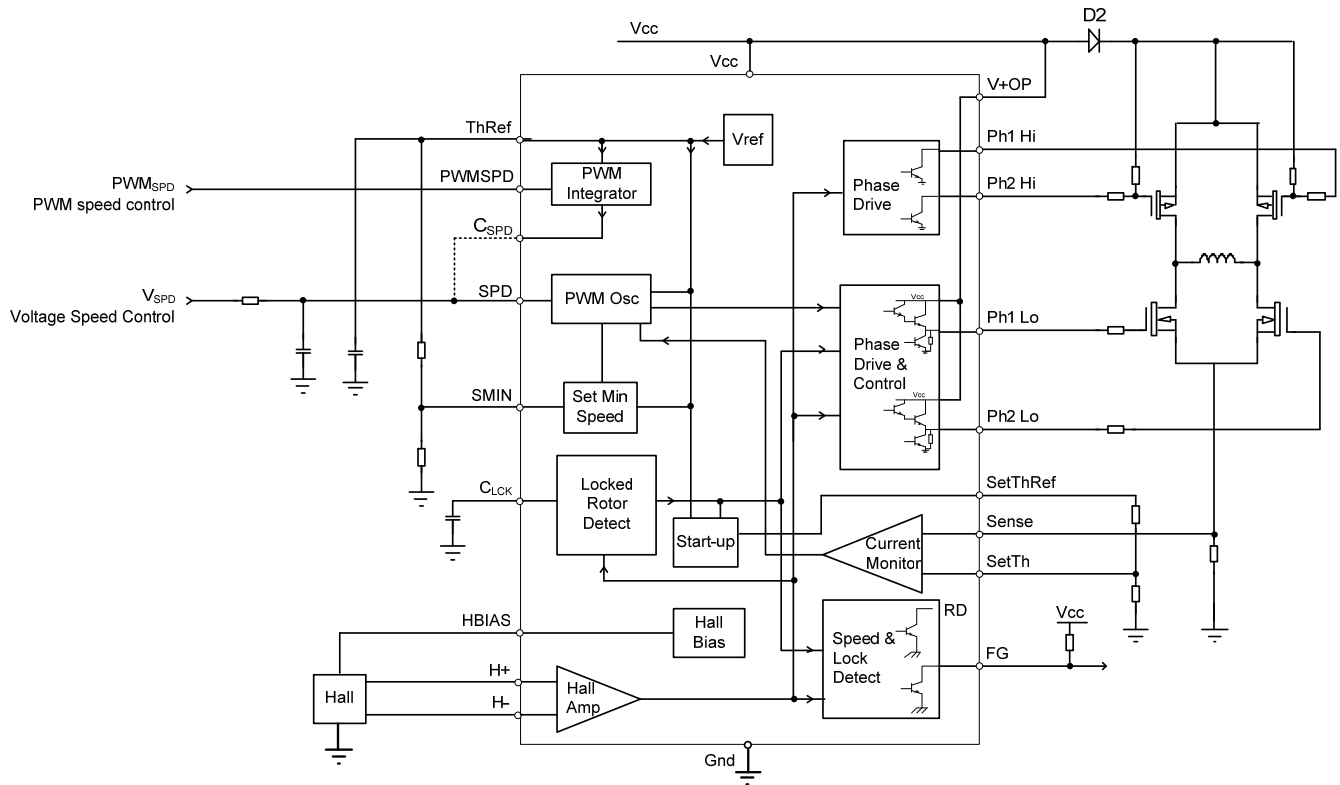 D2
Vcc
Vcc
V+OP
ThRef
Vref
Ph1 Hi
PWMSPD
PWM speed control
PWMSPD
PWM
Integrator
Phase
Drive
Ph2 Hi
CSPD
VSPD
Voltage Speed Control
SPD
PWM Osc
Vcc
Ph1 Lo
Phase
Drive &
Control
SMIN
Set Min
Speed
Vcc
Ph2 Lo
CLCK
Locked
Rotor
Detect
Start-up
SetThRef
Sense
Current
Monitor
SetTh
HBIAS
Hall
Bias
RD
Vcc
Speed &
Lock
Detect
FG
H+
Hall
H-
Hall
Amp
Gnd